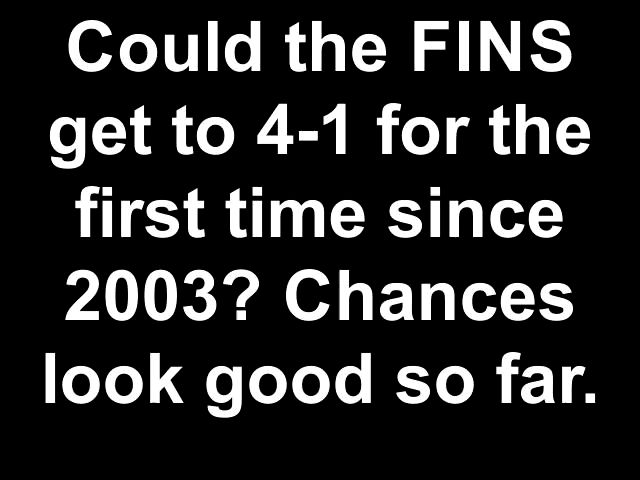 Could the FINS
get to 4-1 for the
first time since
2003? Chances
look good so far.